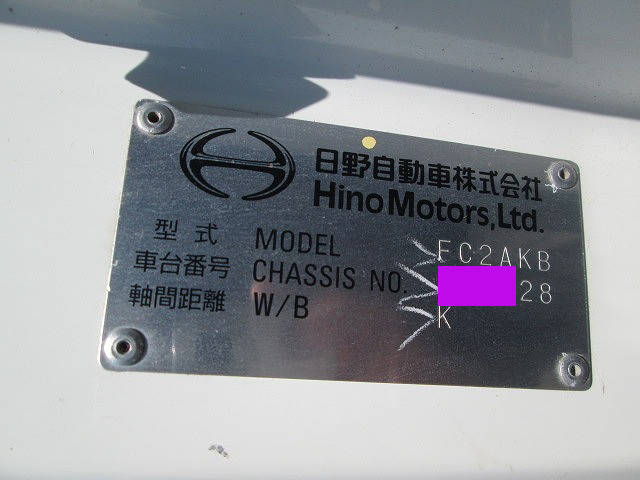 日野自動車株式会社
Hino Motors, Ltd.
型式 MODEL FC2AKB
車台番号 CHASSIS NO. 28
軸間距離 W/B K